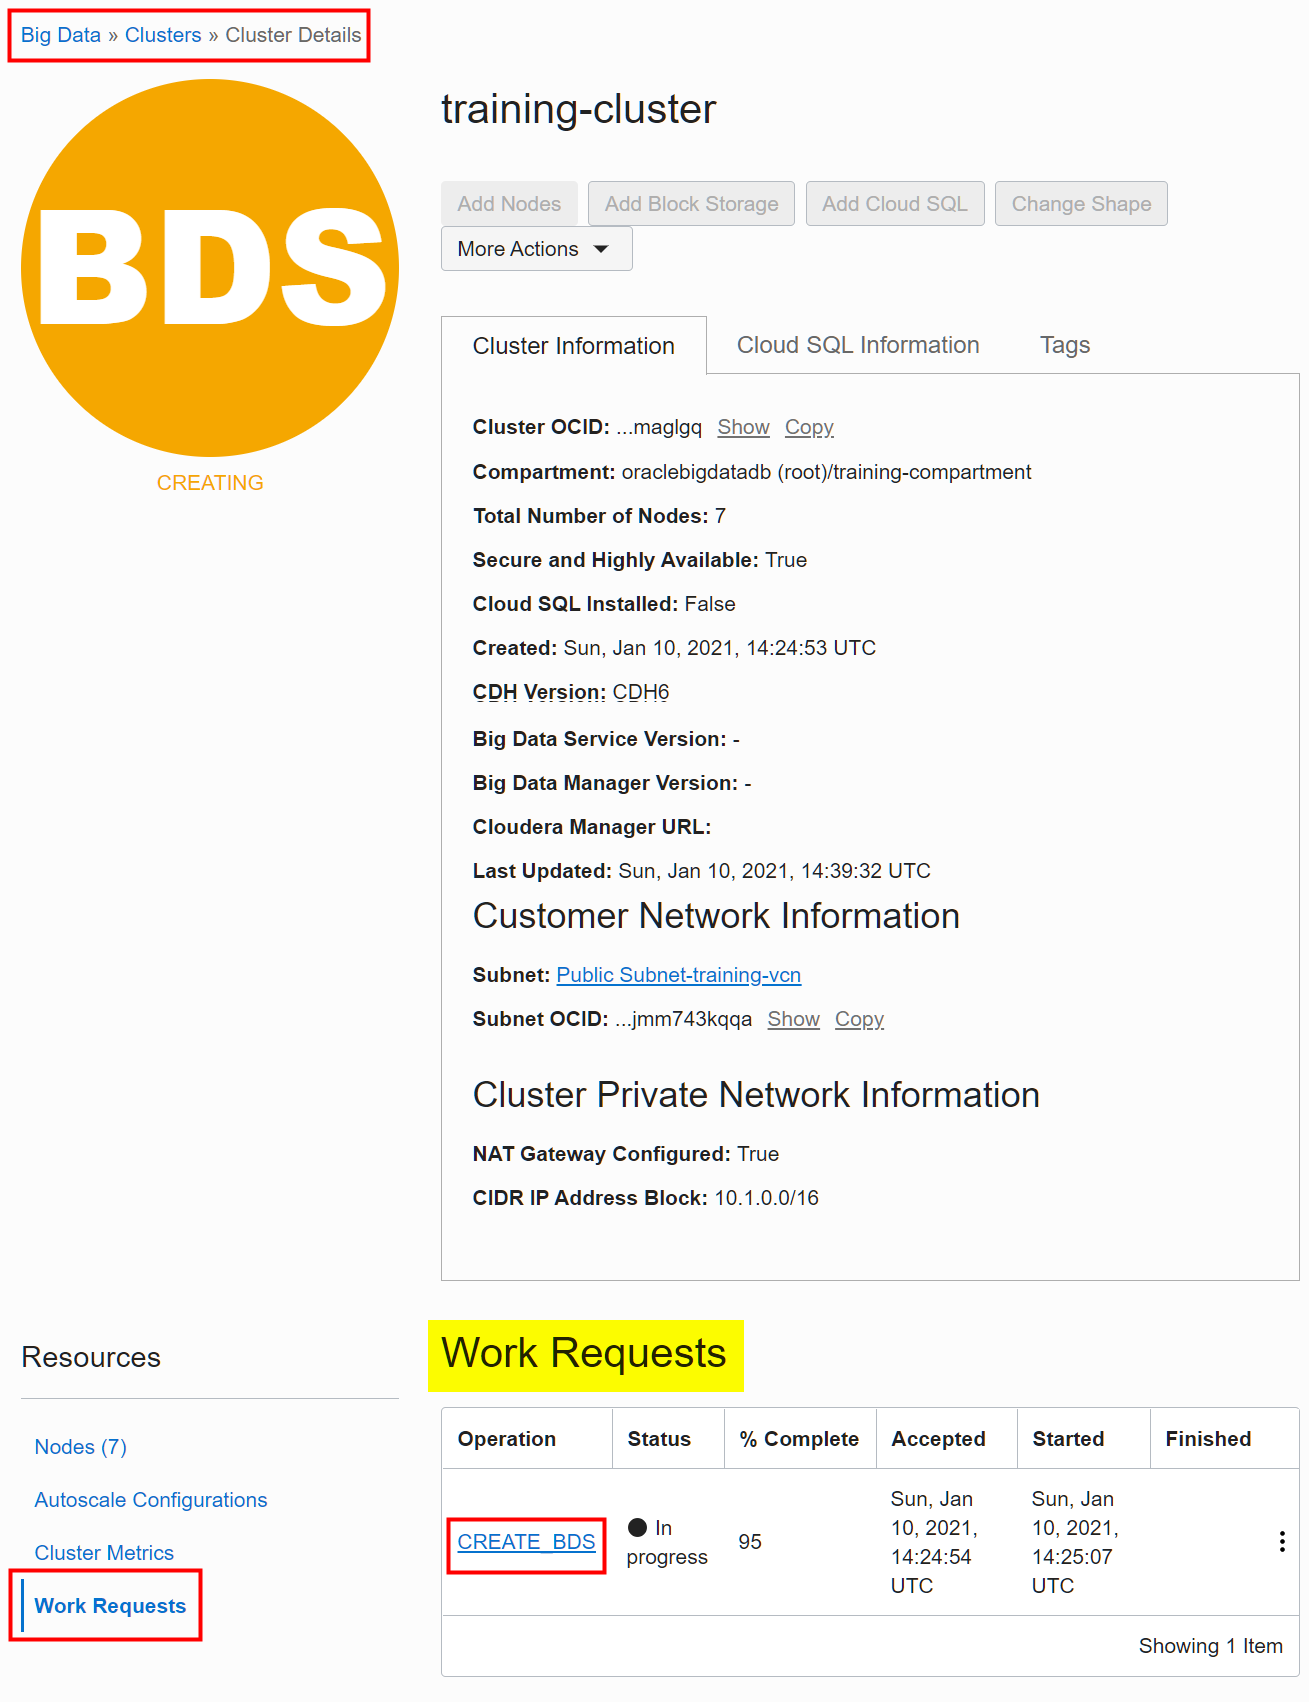 Big Data » Clusters » Cluster Details
BDS
CREATING
training-cluster
Add Nodes Add Block Storage Add Cloud SQL Change Shape
More Actions
Cluster Information Cloud SQL Information Tags
Cluster OCID: ...maglgq Show Copy
Compartment: oraclebigdatadb (root)/training-compartment
Total Number of Nodes: 7
Secure and Highly Available: True
Cloud SQL Installed: False
Created: Sun, Jan 10, 2021, 14:24:53 UTC
CDH Version: CDH6
Big Data Service Version: -
Big Data Manager Version: -
Cloudera Manager URL:
Last Updated: Sun, Jan 10, 2021, 14:39:32 UTC
Customer Network Information
Subnet: Public Subnet-training-vcn
Subnet OCID: ...jmm743kqqa Show Copy
Cluster Private Network Information
NAT Gateway Configured: True
CIDR IP Address Block: 10.1.0.0/16
Resources
Nodes (7)
Autoscale Configurations
Cluster Metrics
Work Requests
Work Requests
Operation Status % Complete Accepted Started Finished
CREATE_BDS
In
progress
95
Sun, Jan
10, 2021,
14:24:54
UTC
Sun, Jan
10, 2021,
14:25:07
UTC
Showing 1 Item